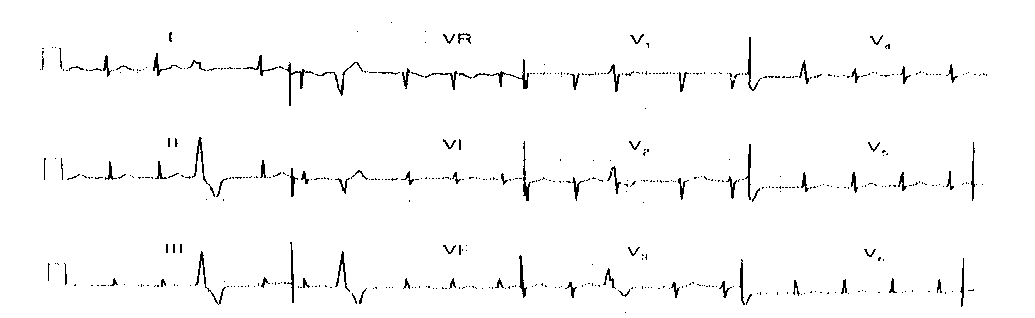 I VR V₁ V₄
II VL V₂ V₅
III VF V₃ V₆